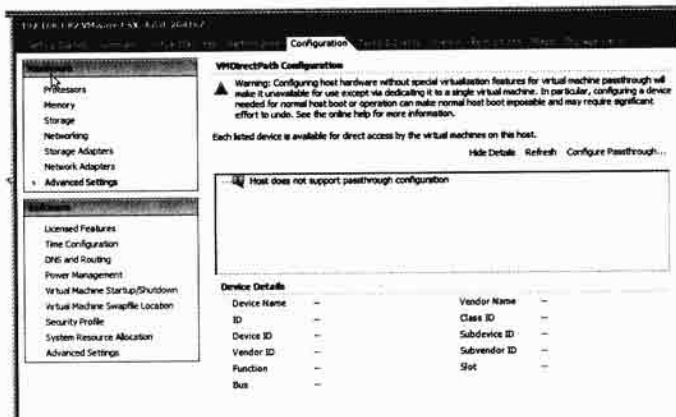 Configuration
Processors
Memory
Storage
Networking
Storage Adapters
Network Adapters
Advanced Settings
Licensed Features
Time Configuration
DNS and Routing
Power Management
Virtual Machine Startup/Shutdown
Virtual Machine Swapfile Location
Security Profile
System Resource Allocation
Advanced Settings
VMDirectPath Configuration
Warning: Configuring host hardware without special virtualization features for virtual machine passthrough will
make it unavailable for use except via dedicating it to a single virtual machine. In particular, configuring a device
needed for normal host boot or operation can make normal host boot impossible and may require significant
effort to undo. See the online help for more information.
Each listed device is available for direct access by the virtual machines on this host.
Hide Details Refresh Configure Passthrough...
Host does not support passthrough configuration
Device Details
Device Name -- Vendor Name --
ID -- Class ID --
Device ID -- Subdevice ID --
Vendor ID -- Subvendor ID --
Function -- Slot --
Bus --